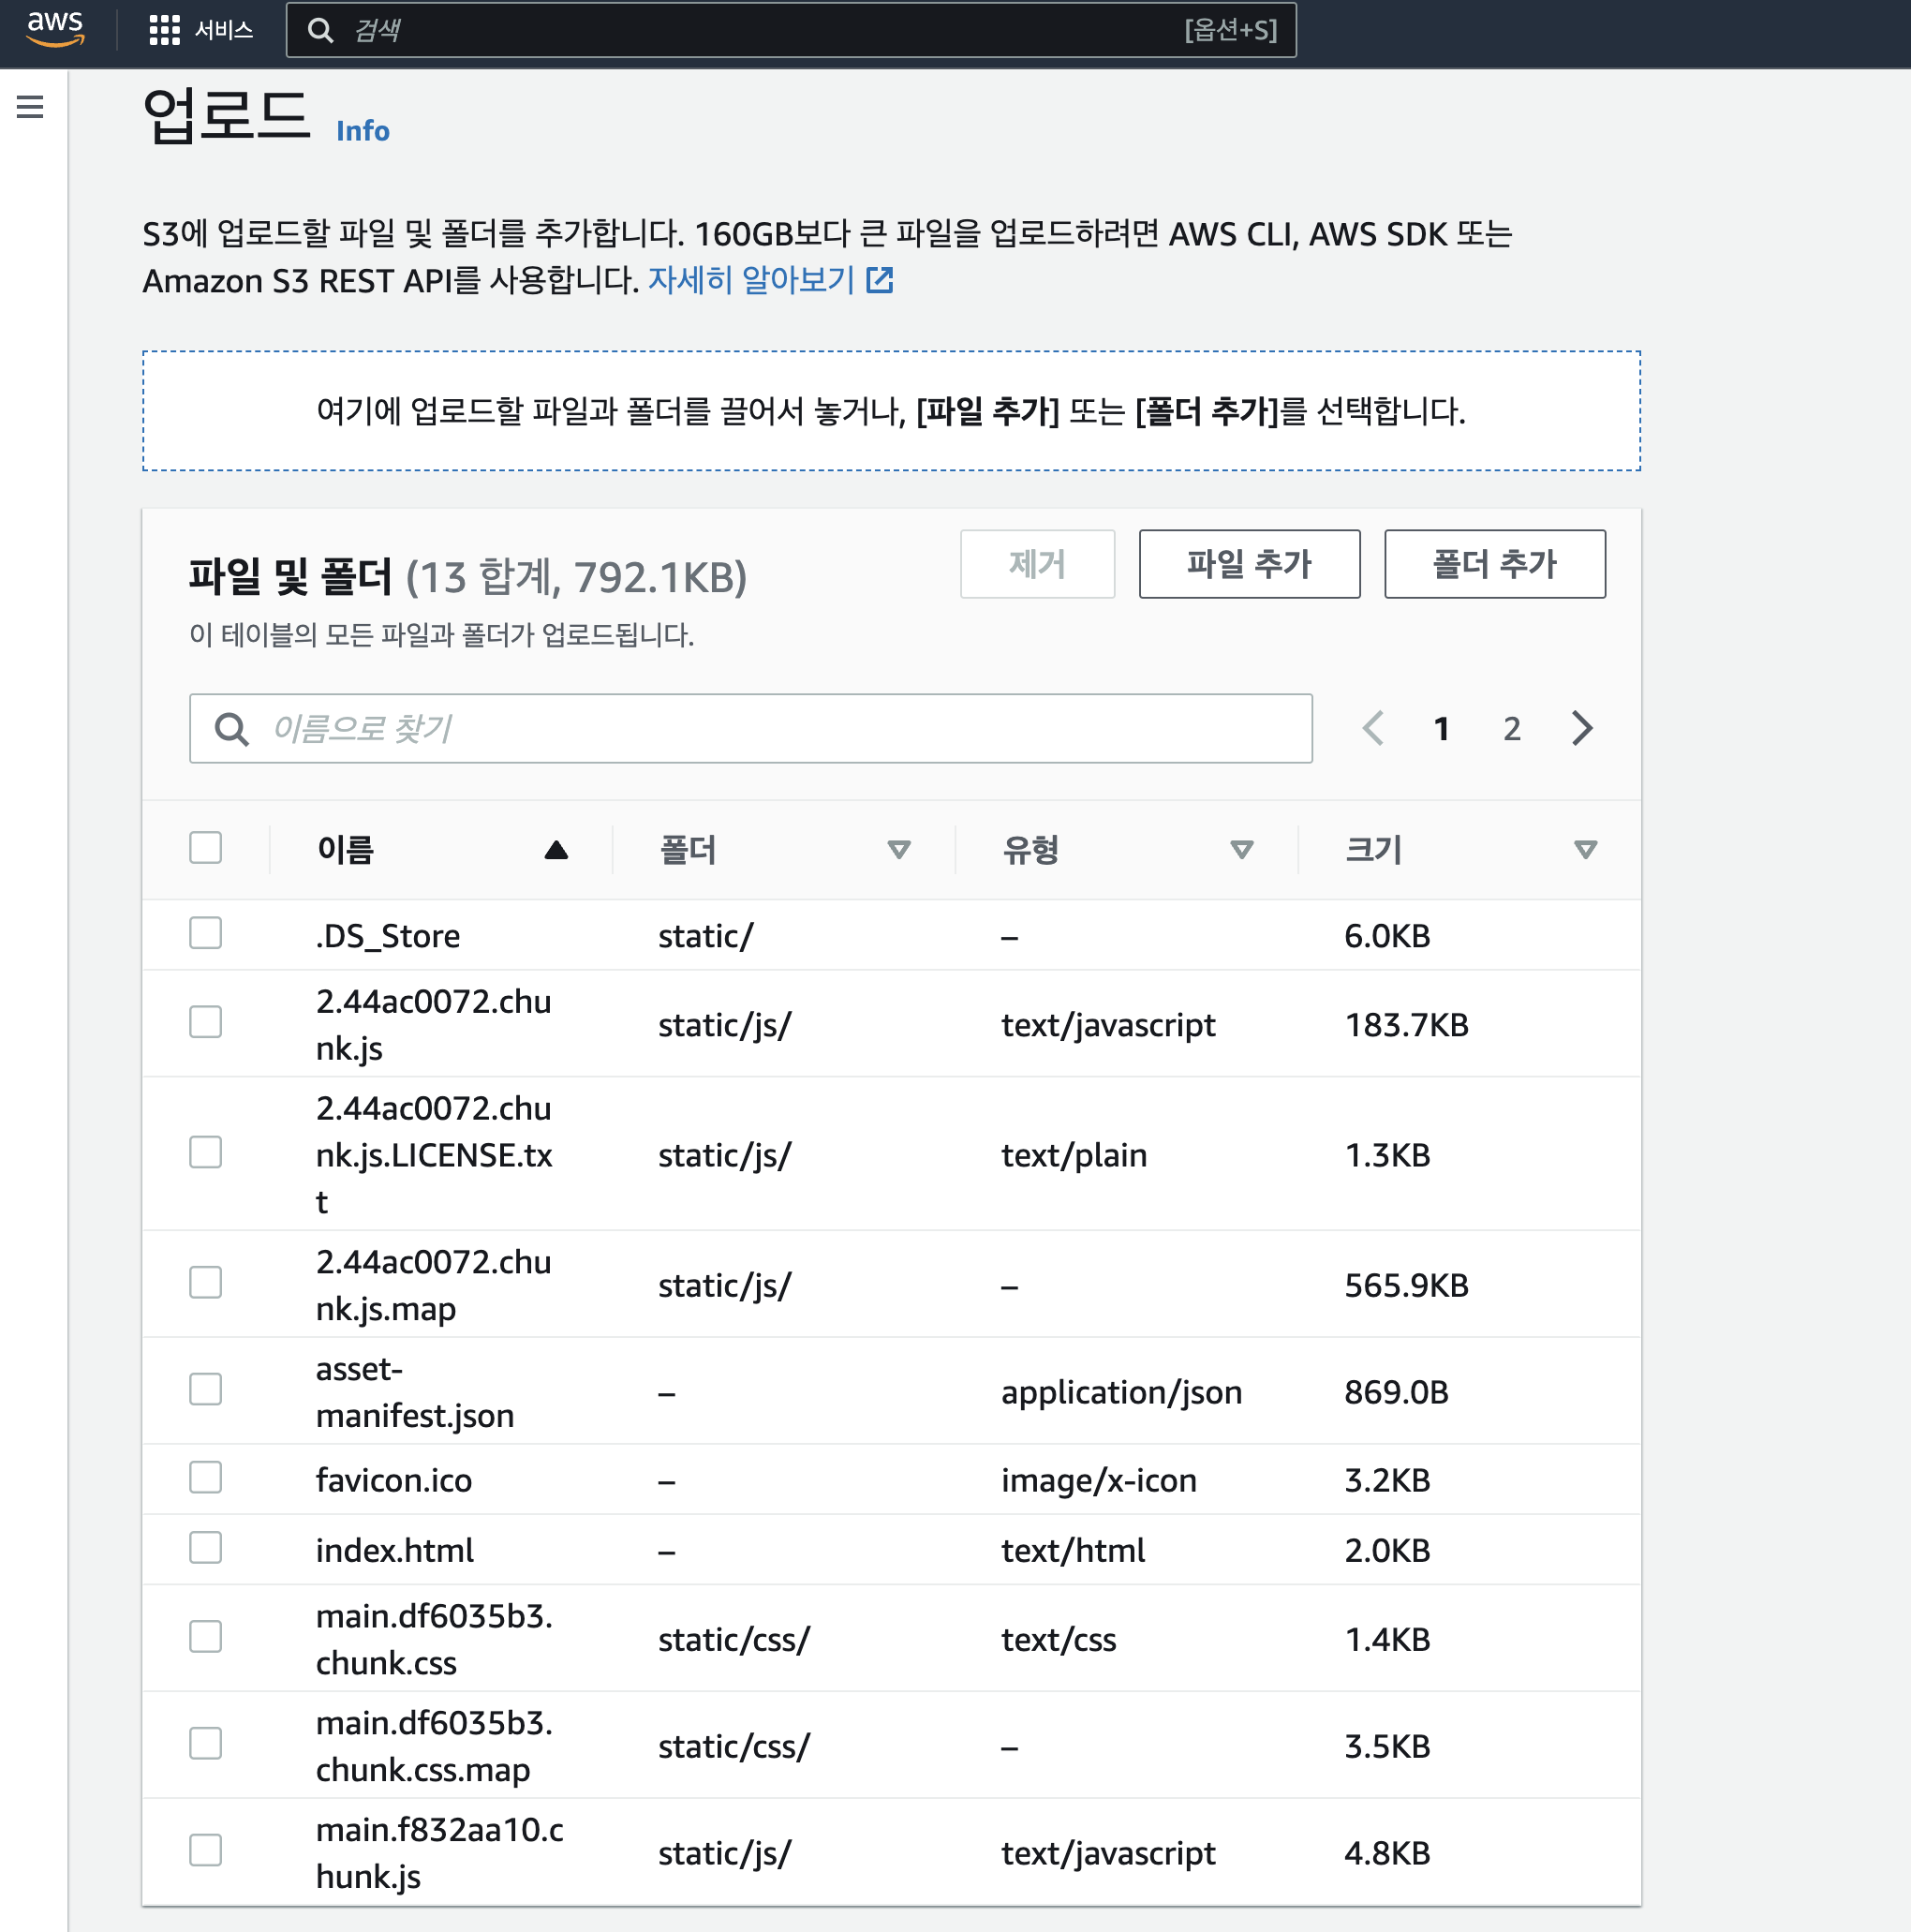 aws
서비스
검색
[옵션+S]
업로드 Info
S3에 업로드할 파일 및 폴더를 추가합니다. 160GB보다 큰 파일을 업로드하려면 AWS CLI, AWS SDK 또는
Amazon S3 REST API를 사용합니다. 자세히 알아보기
여기에 업로드할 파일과 폴더를 끌어서 놓거나, [파일 추가] 또는 [폴더 추가]를 선택합니다.
파일 및 폴더 (13 합계, 792.1KB)
제거
파일 추가
폴더 추가
이 테이블의 모든 파일과 폴더가 업로드됩니다.
이름으로 찾기
1 2
이름 폴더 유형 크기
.DS_Store static/ – 6.0KB
2.44ac0072.chu
nk.js
static/js/ text/javascript 183.7KB
2.44ac0072.chu
nk.js.LICENSE.tx
t
static/js/ text/plain 1.3KB
2.44ac0072.chu
nk.js.map
static/js/ – 565.9KB
asset-
manifest.json
– application/json 869.0B
favicon.ico – image/x-icon 3.2KB
index.html – text/html 2.0KB
main.df6035b3.
chunk.css
static/css/ text/css 1.4KB
main.df6035b3.
chunk.css.map
static/css/ – 3.5KB
main.f832aa10.c
hunk.js
static/js/ text/javascript 4.8KB